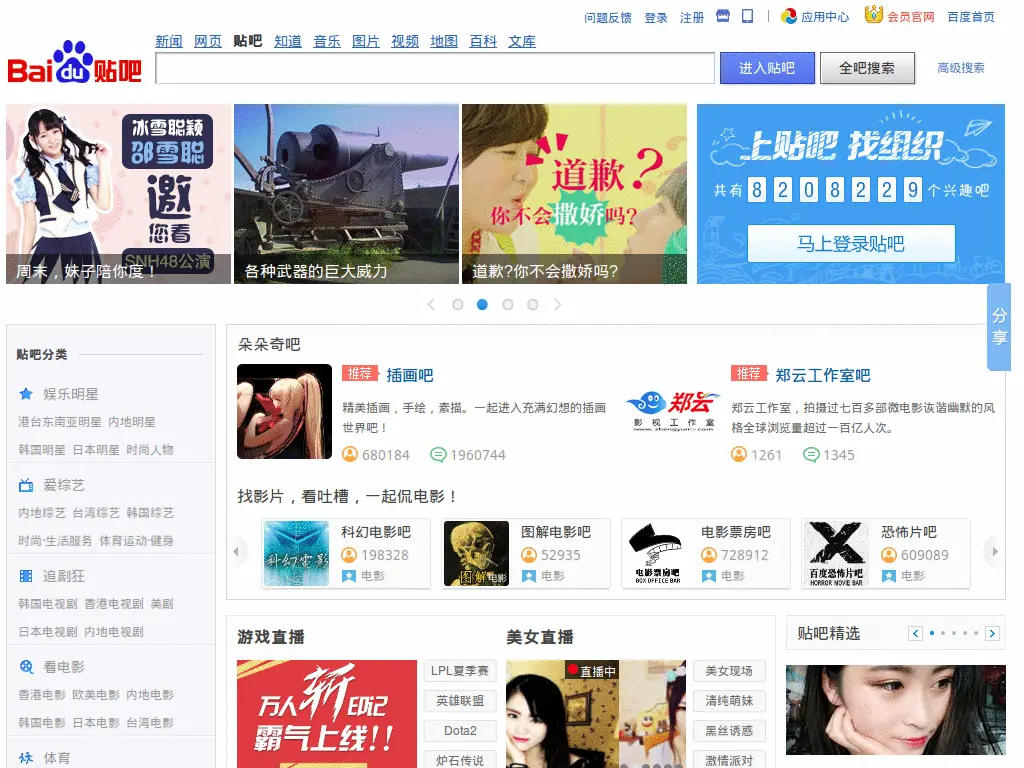 问题反馈 登录 注册 | 应用中心 会员官网 百度首页
新闻 网页 贴吧 知道 音乐 图片 视频 地图 百科 文库
Bai du 贴吧
进入贴吧 全吧搜索 高级搜索
冰雪聪颖
邵雪聪
邀
您看
SNH48公演
周末，妹子陪你度！
各种武器的巨大威力
道歉?
你不会撒娇吗?
道歉?你不会撒娇吗?
上贴吧 找组织
共有 8 2 0 8 2 2 9 个兴趣吧
马上登录贴吧
分享
贴吧分类
娱乐明星
港台东南亚明星 内地明星
韩国明星 日本明星 时尚人物
爱综艺
内地综艺 台湾综艺 韩国综艺
时尚·生活服务 体育运动·健身
追剧狂
韩国电视剧 香港电视剧 美剧
日本电视剧 内地电视剧
看电影
香港电影 欧美电影 内地电影
韩国电影 日本电影 台湾电影
体育
朵朵奇吧
推荐 插画吧
精美插画，手绘，素描。一起进入充满幻想的插画
世界吧！
680184 1960744
郑云
影视工作室
www.zhengyuntv.com
推荐 郑云工作室吧
郑云工作室，拍摄过七百多部微电影诙谐幽默的风
格全球浏览量超过一百亿人次。
1261 1345
找影片，看吐槽，一起侃电影！
科幻電影
科幻电影吧
198328
电影
图解电影
图解电影吧
52935
电影
电影票房吧
BOX OFFICE BAR
电影票房吧
728912
电影
百度恐怖片吧
HORROR MOVIE BAR
恐怖片吧
609089
电影
游戏直播
万人斩印记
霸气上线!!
LPL夏季赛
英雄联盟
Dota2
炉石传说
美女直播
直播中
美女现场
清纯萌妹
黑丝诱惑
激情派对
贴吧精选